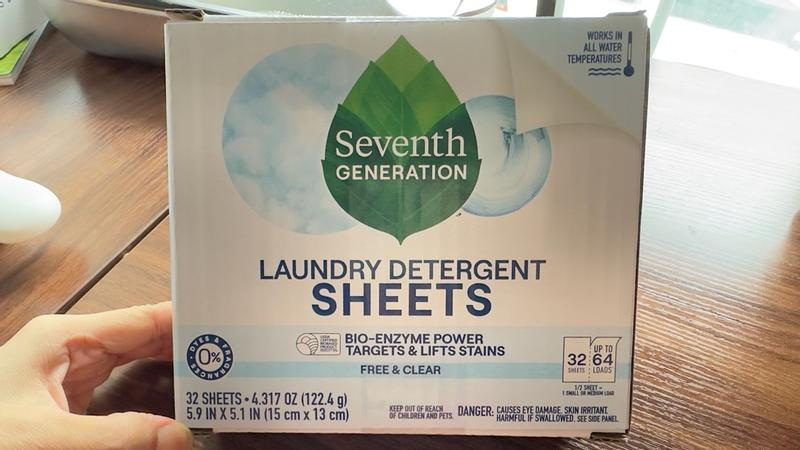 WORKS IN
ALL WATER
TEMPERATURES
Seventh
GENERATION
LAUNDRY DETERGENT
SHEETS
DYES & FRAGRANCES
0%
BIO-ENZYME POWER
TARGETS & LIFTS STAINS
FREE & CLEAR
32
SHEETS
UP TO
64
LOADS
1/2 SHEET =
1 SMALL OR MEDIUM LOAD
32 SHEETS • 4.317 OZ (122.4 g)
5.9 IN X 5.1 IN (15 cm x 13 cm)
KEEP OUT OF REACH
OF CHILDREN AND PETS.
DANGER: CAUSES EYE DAMAGE, SKIN IRRITANT.
HARMFUL IF SWALLOWED. SEE SIDE PANEL.